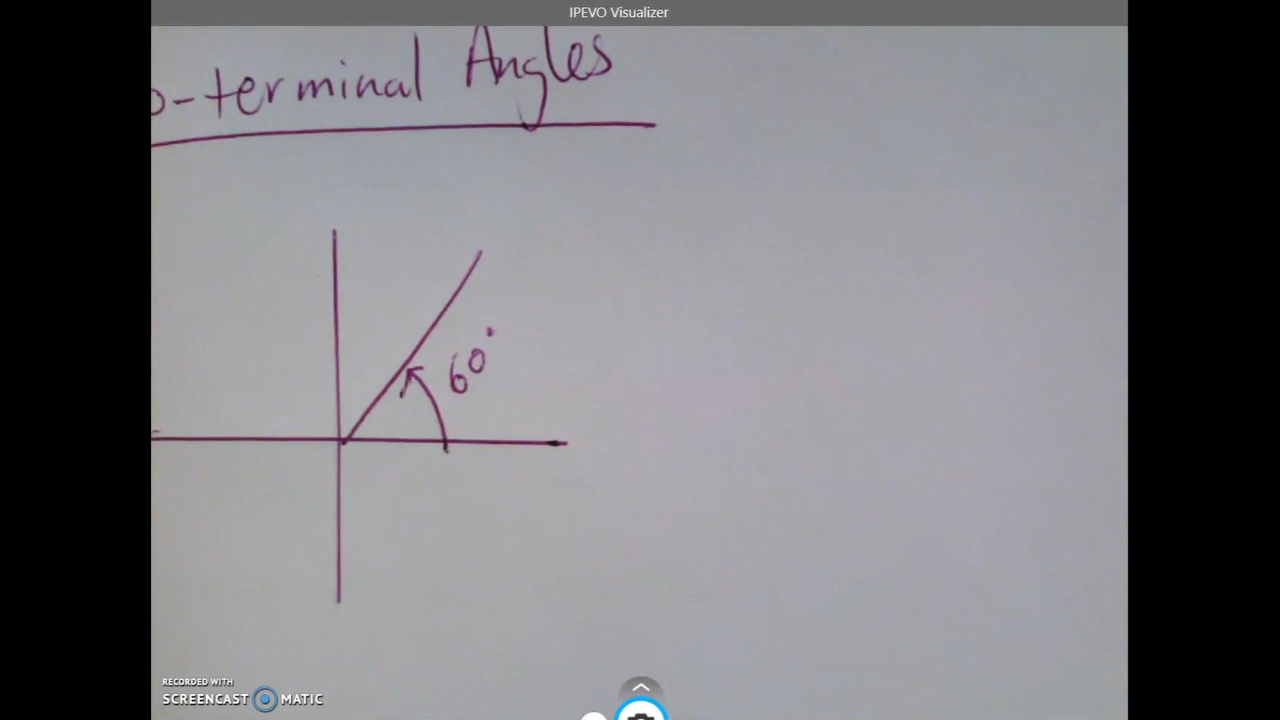 IPEVO Visualizer
o-terminal Angles
60°
RECORDED WITH
SCREENCAST MATIC